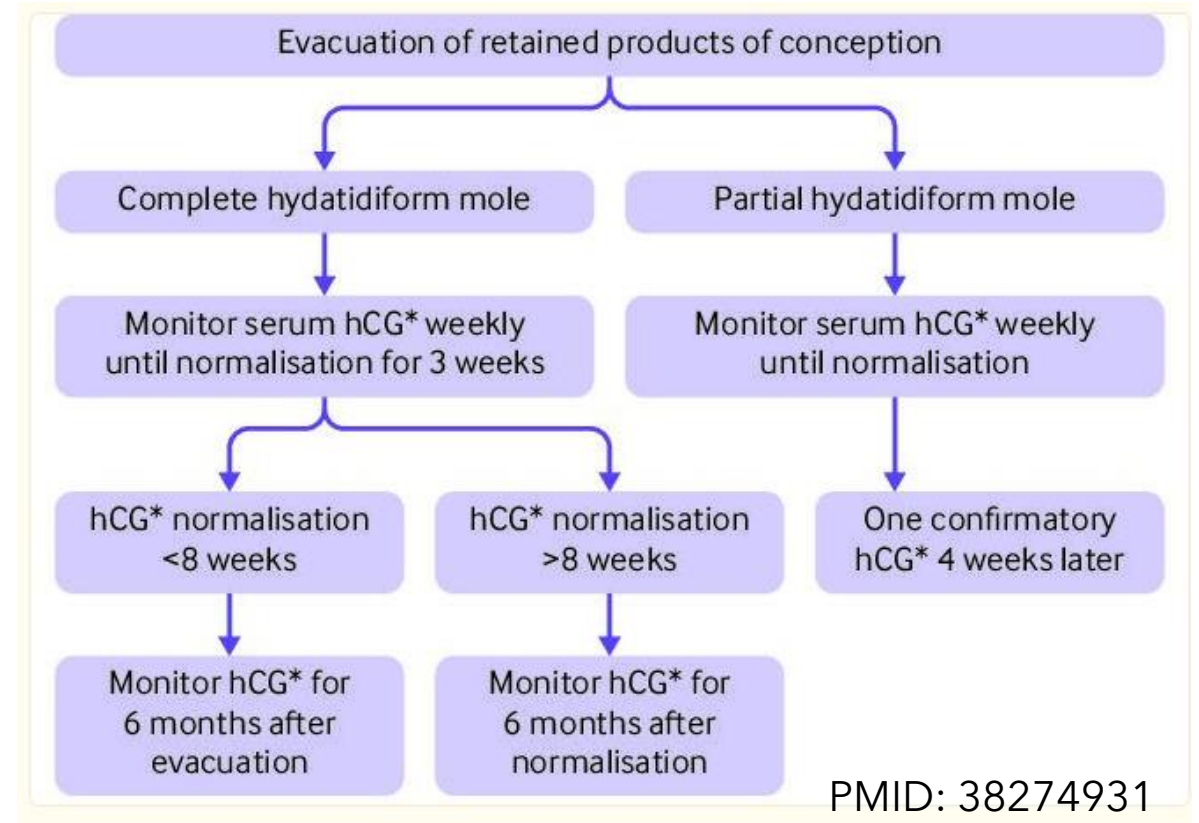 Evacuation of retained products of conception
Complete hydatidiform mole
Partial hydatidiform mole
Monitor serum hCG* weekly
until normalisation for 3 weeks
Monitor serum hCG* weekly
until normalisation
hCG* normalisation
<8 weeks
hCG* normalisation
>8 weeks
One confirmatory
hCG* 4 weeks later
Monitor hCG* for
6 months after
evacuation
Monitor hCG* for
6 months after
normalisation
PMID: 38274931